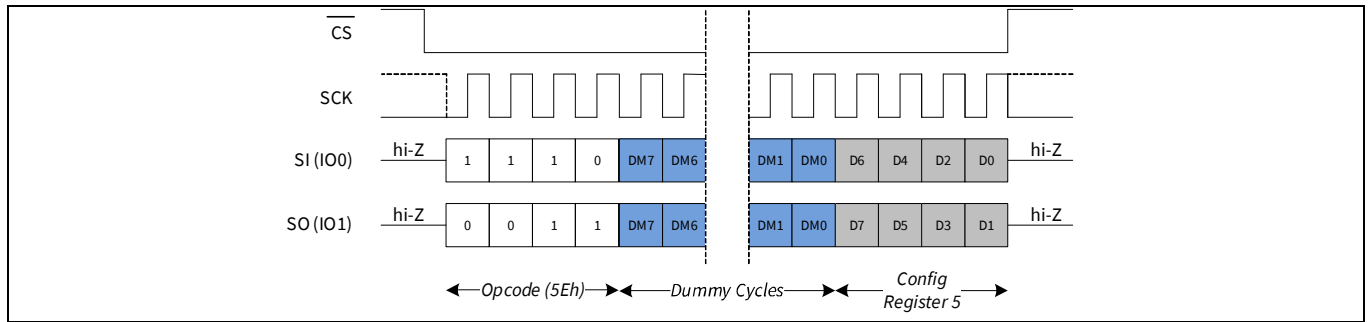 CS
SCK
hi-Z hi-Z
SI (IO0) 1 1 1 0 DM7 DM6 DM1 DM0 D6 D4 D2 D0
hi-Z hi-Z
SO (IO1) 0 0 1 1 DM7 DM6 DM1 DM0 D7 D5 D3 D1
Opcode (5Eh) Dummy Cycles Config
Register 5